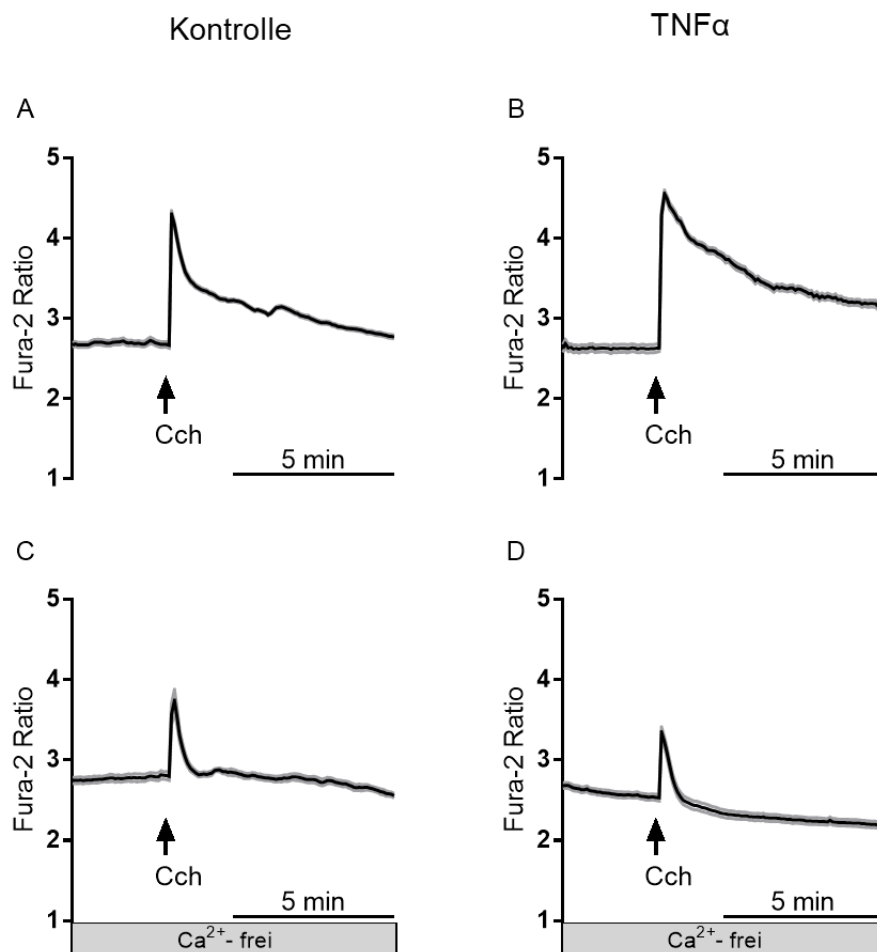 Kontrolle
TNFα
A
B
5
4
3
2
1
Fura-2 Ratio
Cch
5 min
5
4
3
2
1
Fura-2 Ratio
Cch
5 min
C
D
5
4
3
2
1
Fura-2 Ratio
Cch
5 min
Ca²⁺- frei
5
4
3
2
1
Fura-2 Ratio
Cch
5 min
Ca²⁺- frei